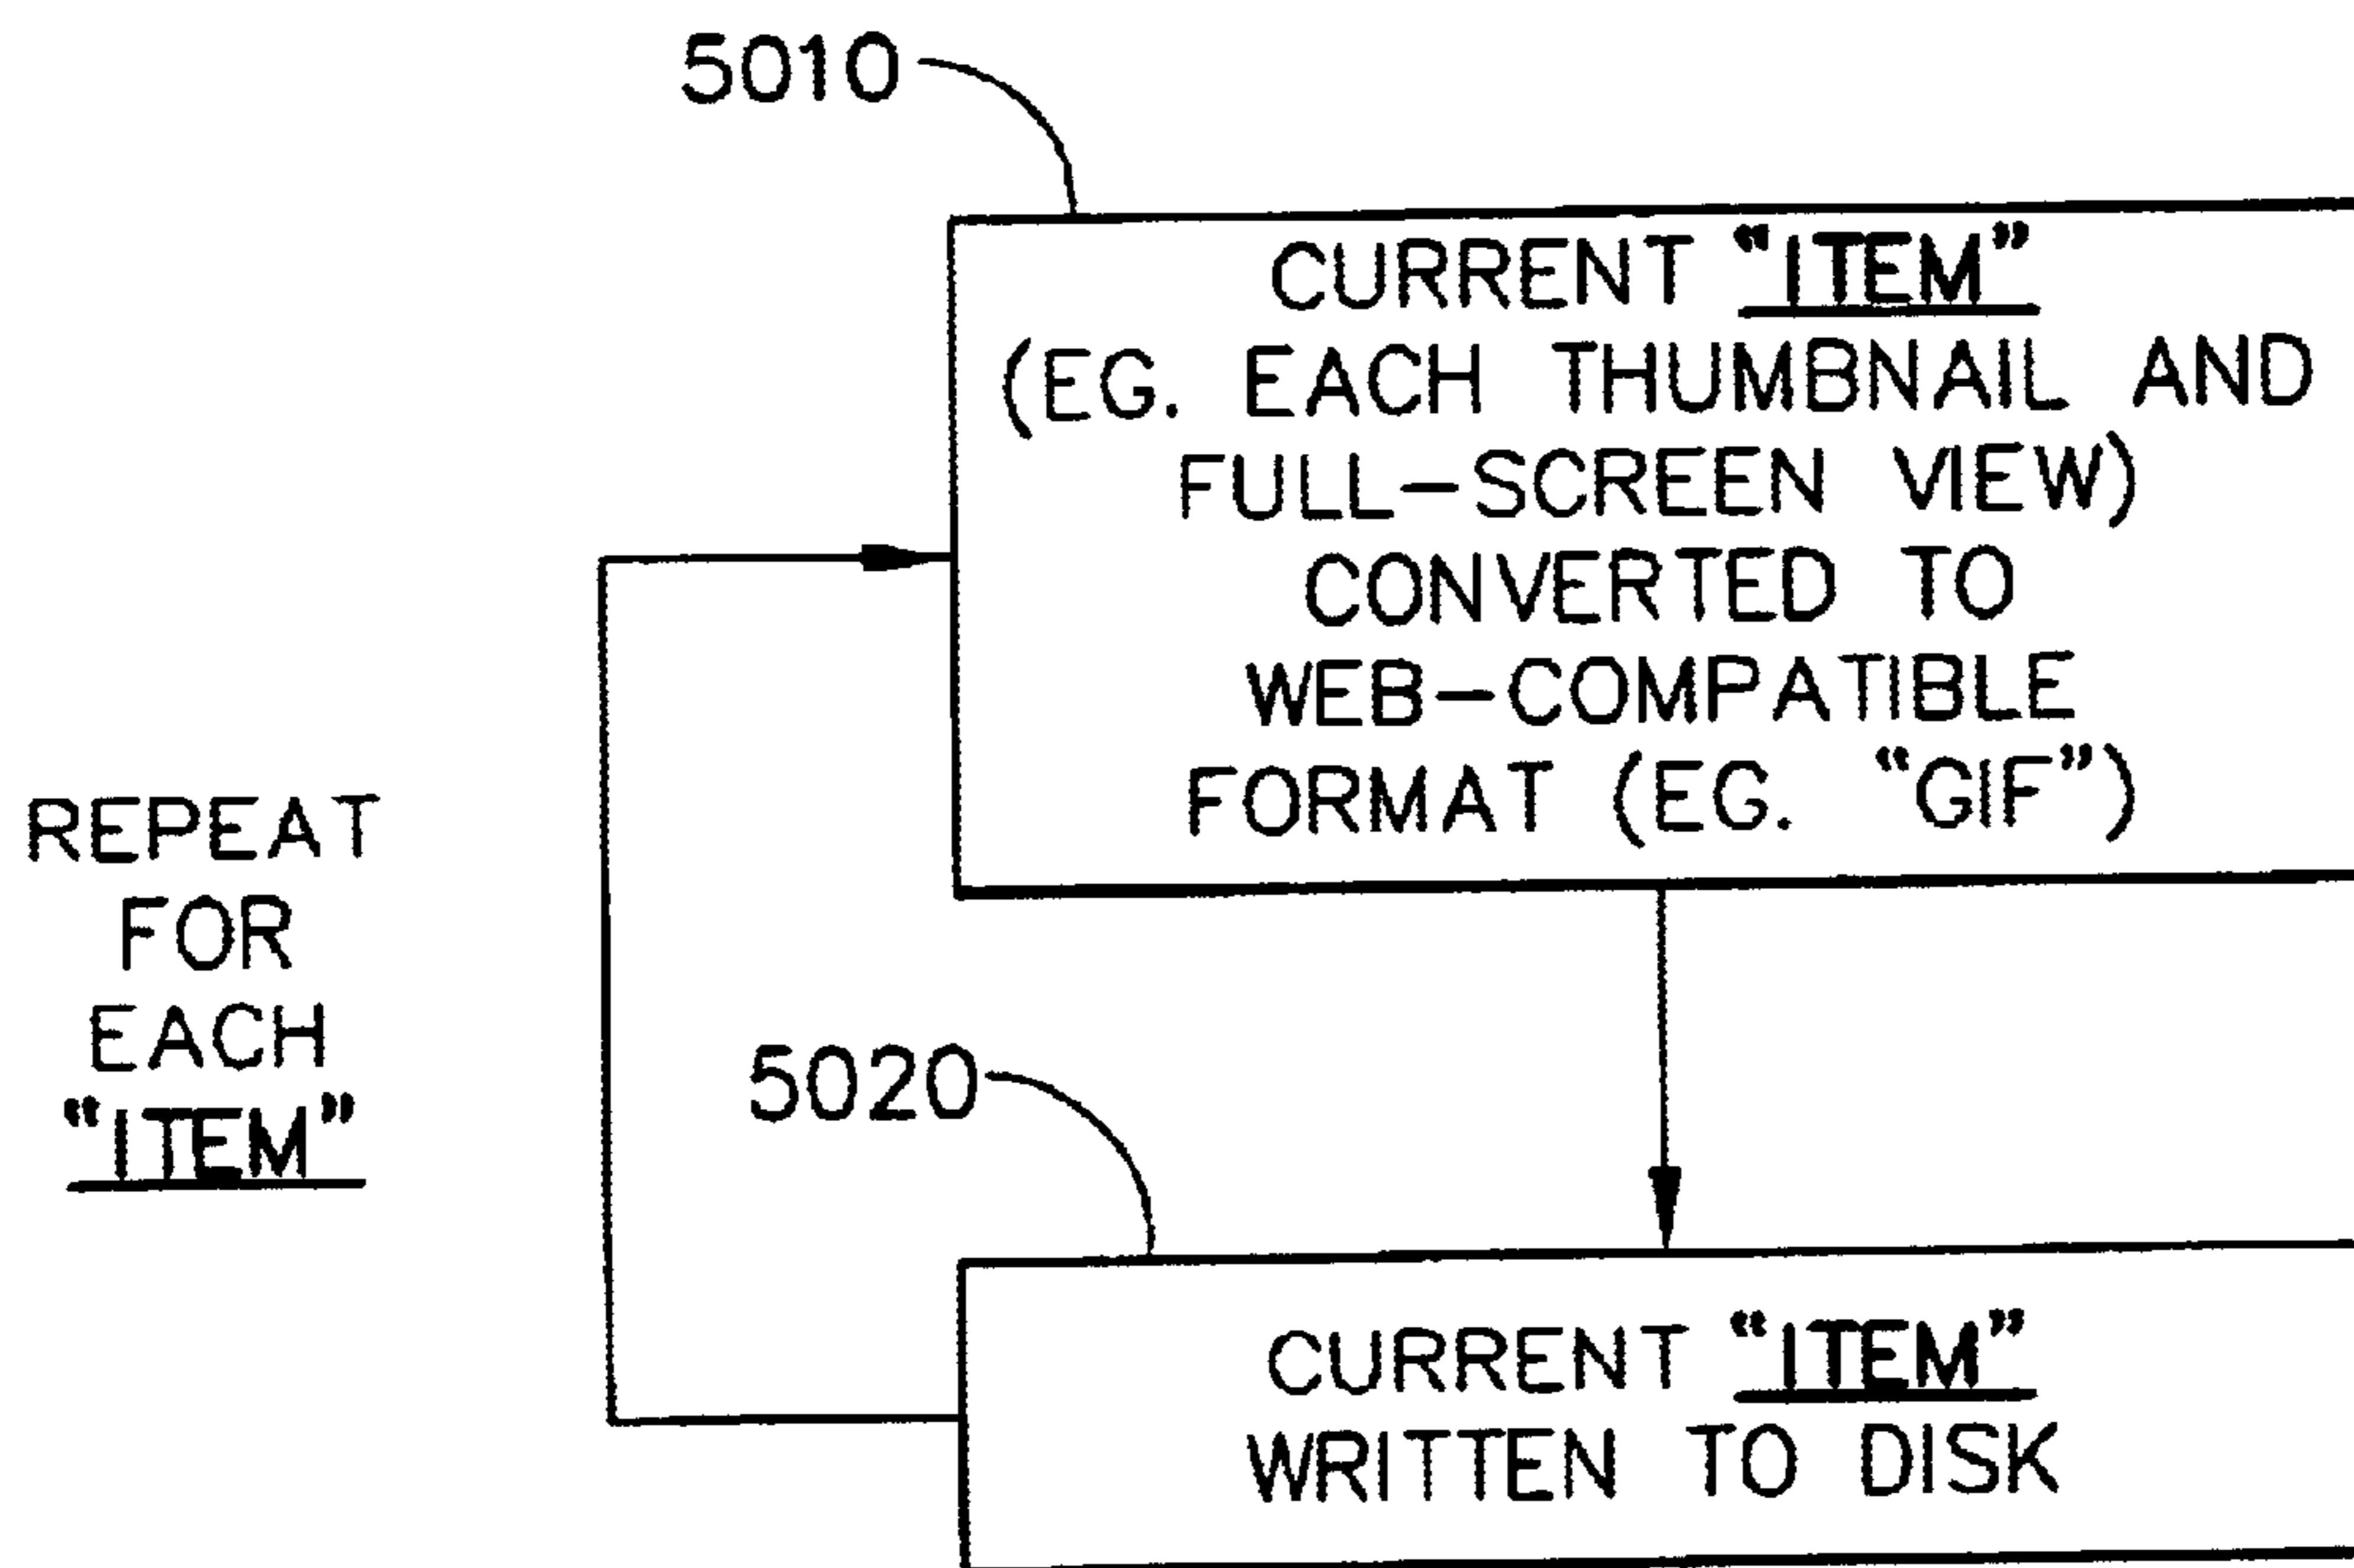 5010
CURRENT “ITEM”
(EG. EACH THUMBNAIL AND
FULL-SCREEN VIEW)
CONVERTED TO
WEB-COMPATIBLE
FORMAT (EG. “GIF”)
REPEAT
FOR
EACH
“ITEM”
5020
CURRENT “ITEM”
WRITTEN TO DISK